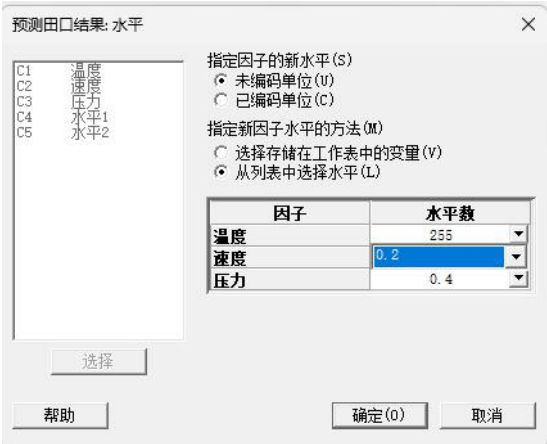 预测田口结果: 水平
C1 温度
C2 速度
C3 压力
C4 水平1
C5 水平2
选择
指定因子的新水平(S)
未编码单位(U)
已编码单位(C)
指定新因子水平的方法(M)
选择存储在工作表中的变量(V)
从列表中选择水平(L)
因子 水平数
温度 255
速度 0.2
压力 0.4
帮助 确定(O) 取消